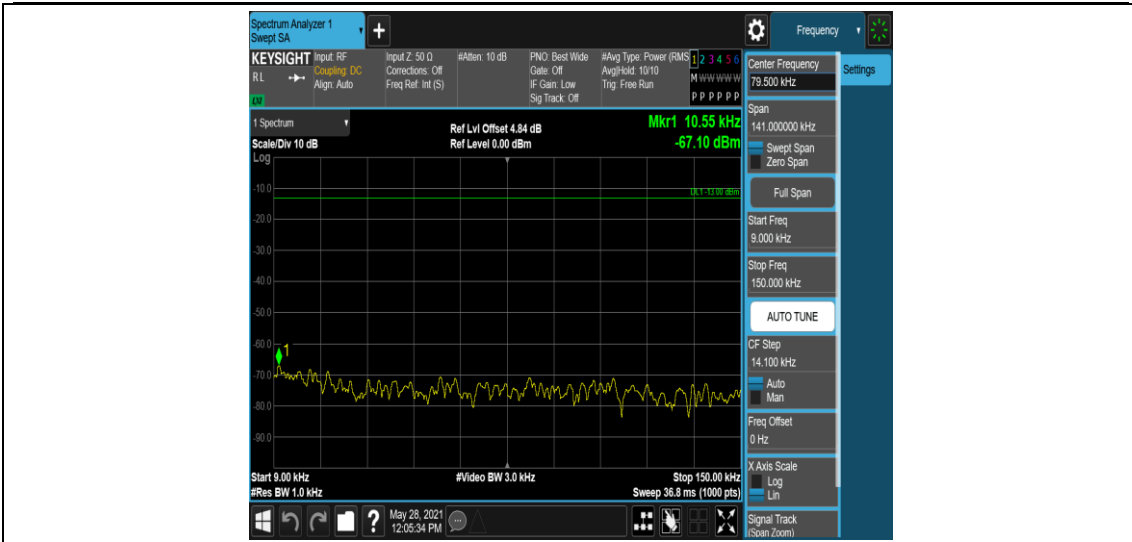 Spectrum Analyzer 1
Swept SA
+
Frequency
KEYSIGHT
Input: RF
Coupling: DC
Align: Auto
Input Z: 50 Ω
Corrections: Off
Freq Ref: Int (S)
#Atten: 10 dB
PNO: Best Wide
Gate: Off
IF Gain: Low
Sig Track: Off
#Avg Type: Power (RMS
Avg|Hold: 10/10
Trig: Free Run
1 2 3 4 5 6
M W W W W W
P P P P P P
R L
LXI
Center Frequency
79.500 kHz
Settings
Span
141.000000 kHz
Swept Span
Zero Span
Full Span
Start Freq
9.000 kHz
Stop Freq
150.000 kHz
AUTO TUNE
CF Step
14.100 kHz
Auto
Man
Freq Offset
0 Hz
X Axis Scale
Log
Lin
Signal Track
(Span Zoom)
1 Spectrum
Scale/Div 10 dB
Ref Lvl Offset 4.84 dB
Ref Level 0.00 dBm
Mkr1 10.55 kHz
-67.10 dBm
Log
-10.0
DL1 -13.00 dBm
-20.0
-30.0
-40.0
-50.0
-60.0
1
-70.0
-80.0
-90.0
Start 9.00 kHz
#Video BW 3.0 kHz
Stop 150.00 kHz
#Res BW 1.0 kHz
Sweep 36.8 ms (1000 pts)
?
May 28, 2021
12:05:34 PM